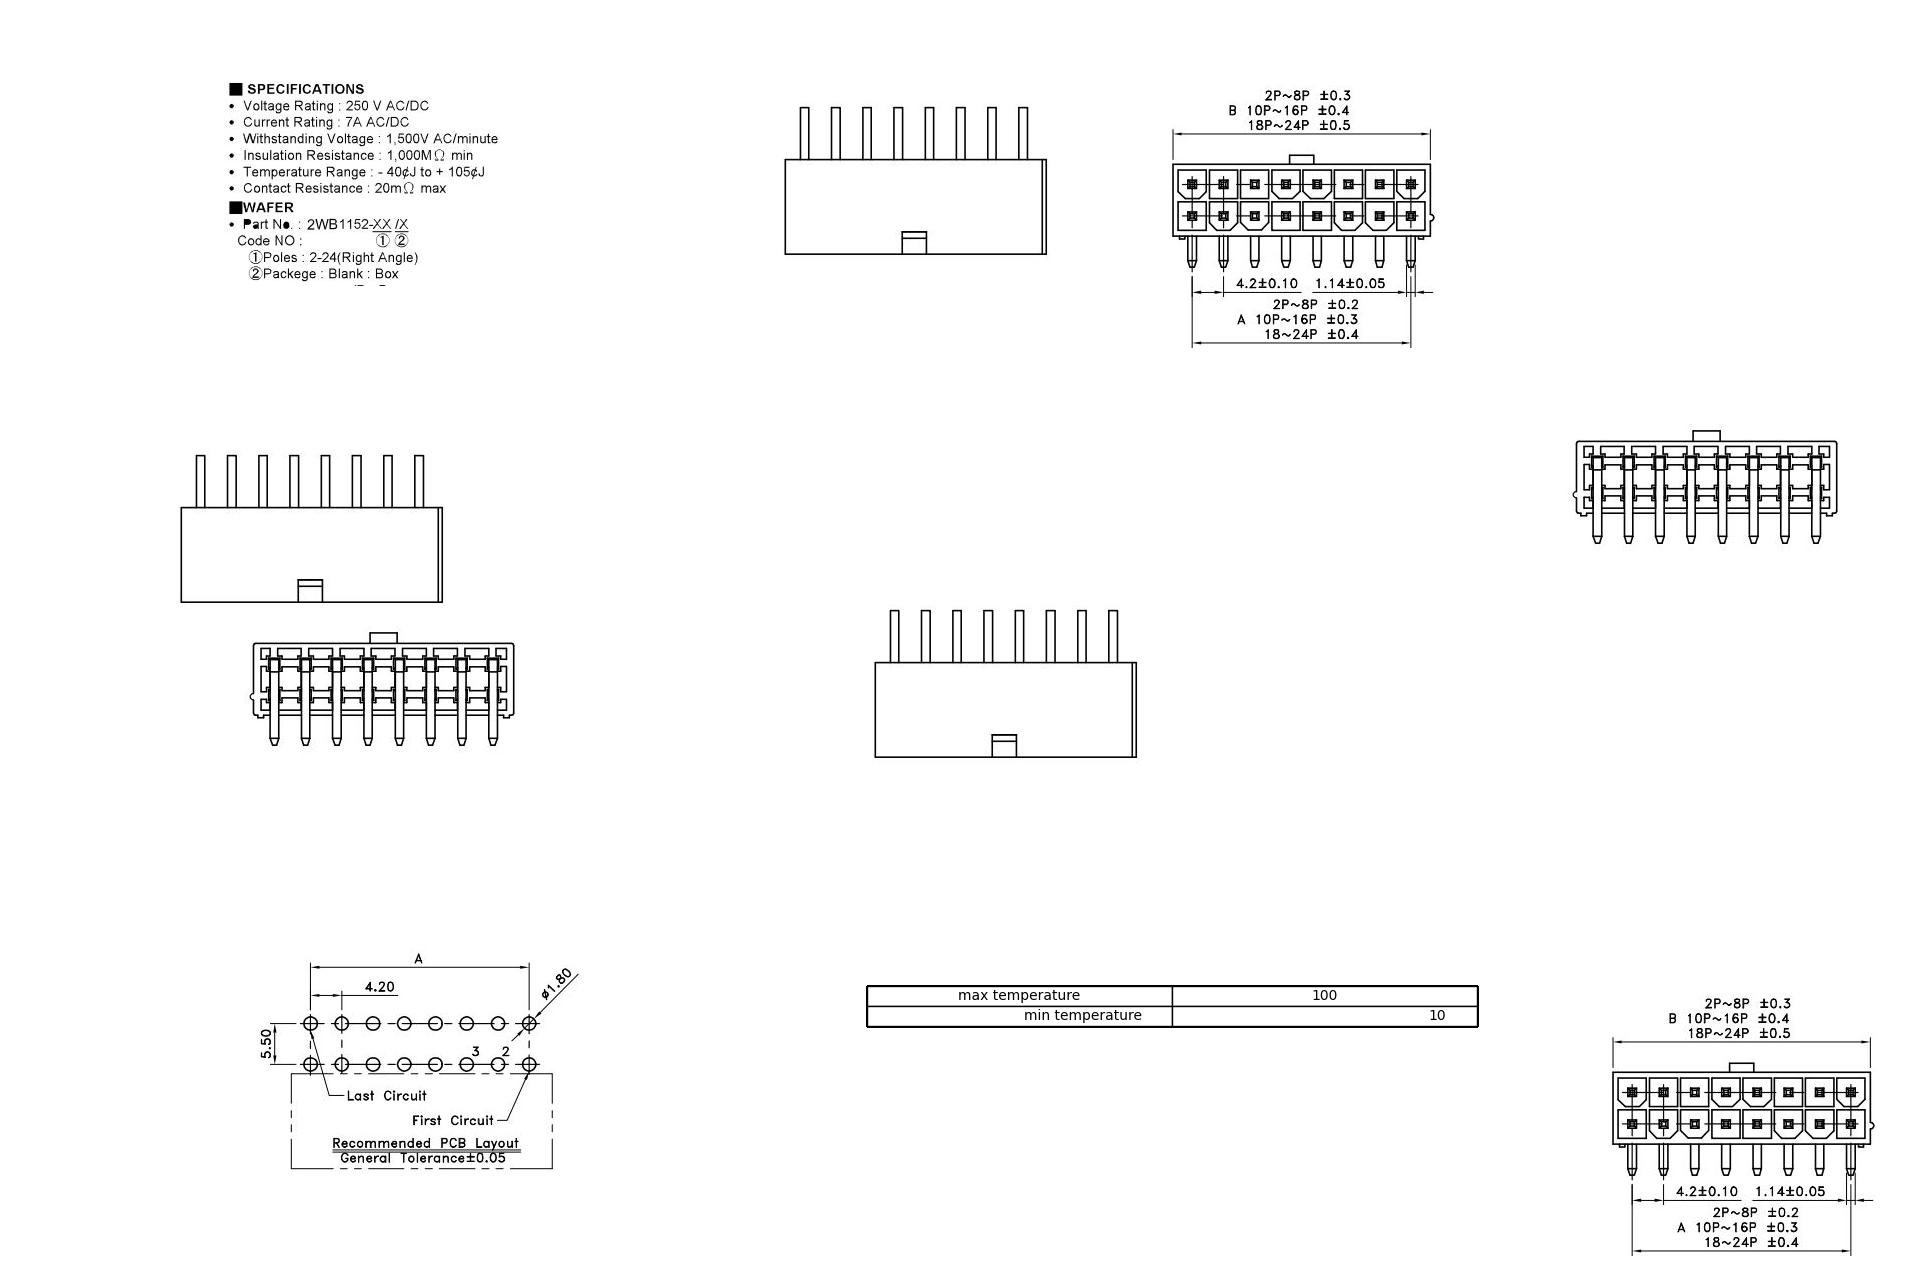 ■ SPECIFICATIONS
• Voltage Rating : 250 V AC/DC
• Current Rating : 7A AC/DC
• Withstanding Voltage : 1,500V AC/minute
• Insulation Resistance : 1,000MΩ min
• Temperature Range : - 40¢J to + 105¢J
• Contact Resistance : 20mΩ max
■WAFER
• Part No. : 2WB1152-XX /X
Code NO : ① ②
①Poles : 2-24(Right Angle)
②Packege : Blank : Box
2P~8P ±0.3
B 10P~16P ±0.4
18P~24P ±0.5
4.2±0.10 1.14±0.05
2P~8P ±0.2
A 10P~16P ±0.3
18~24P ±0.4
A
4.20
ø1.80
5.50
3 2
Last Circuit
First Circuit
Recommended PCB Layout
General Tolerance±0.05
max temperature 100
min temperature 10
2P~8P ±0.3
B 10P~16P ±0.4
18P~24P ±0.5
4.2±0.10 1.14±0.05
2P~8P ±0.2
A 10P~16P ±0.3
18~24P ±0.4